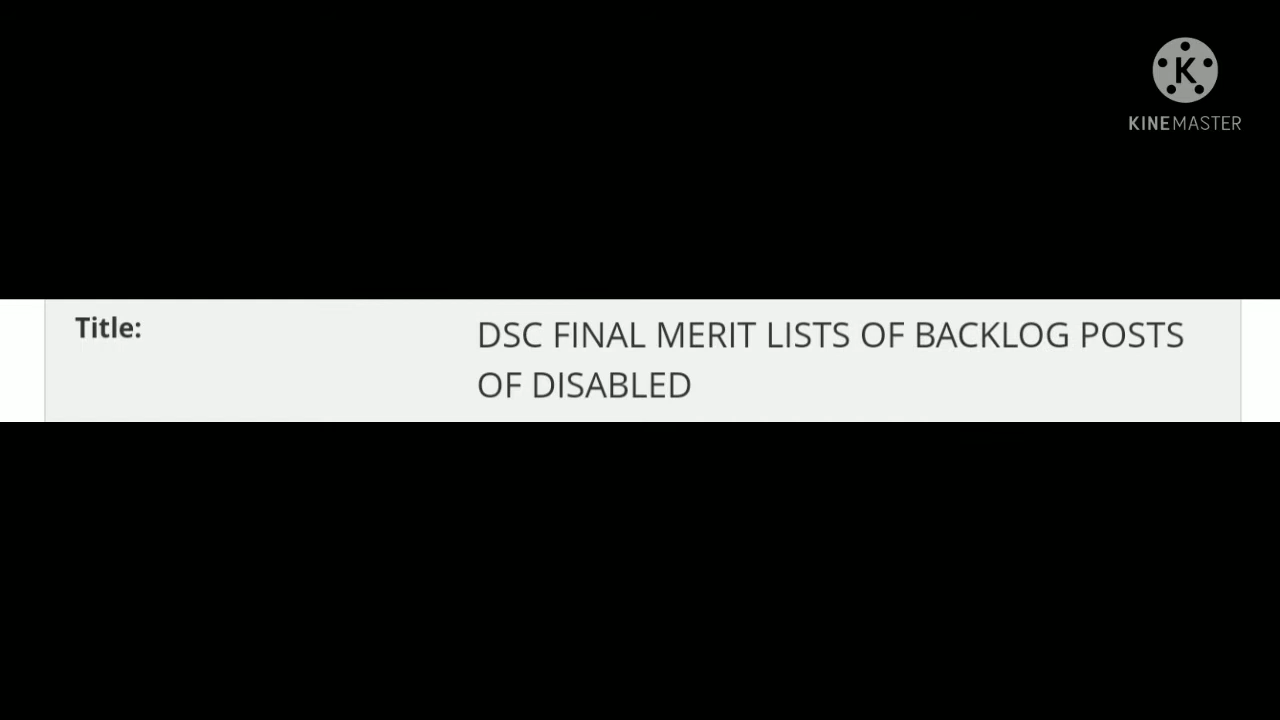 K
KINEMASTER
Title:
DSC FINAL MERIT LISTS OF BACKLOG POSTS
OF DISABLED